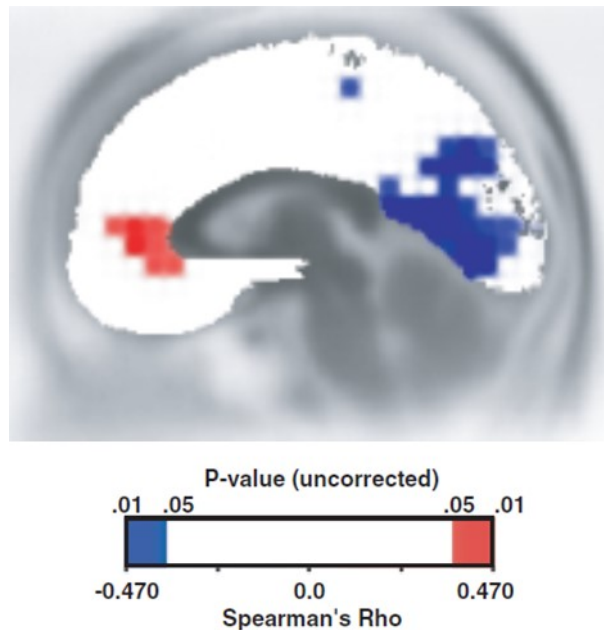 P-value (uncorrected)
.01 .05 .05 .01
-0.470 0.0 0.470
Spearman's Rho